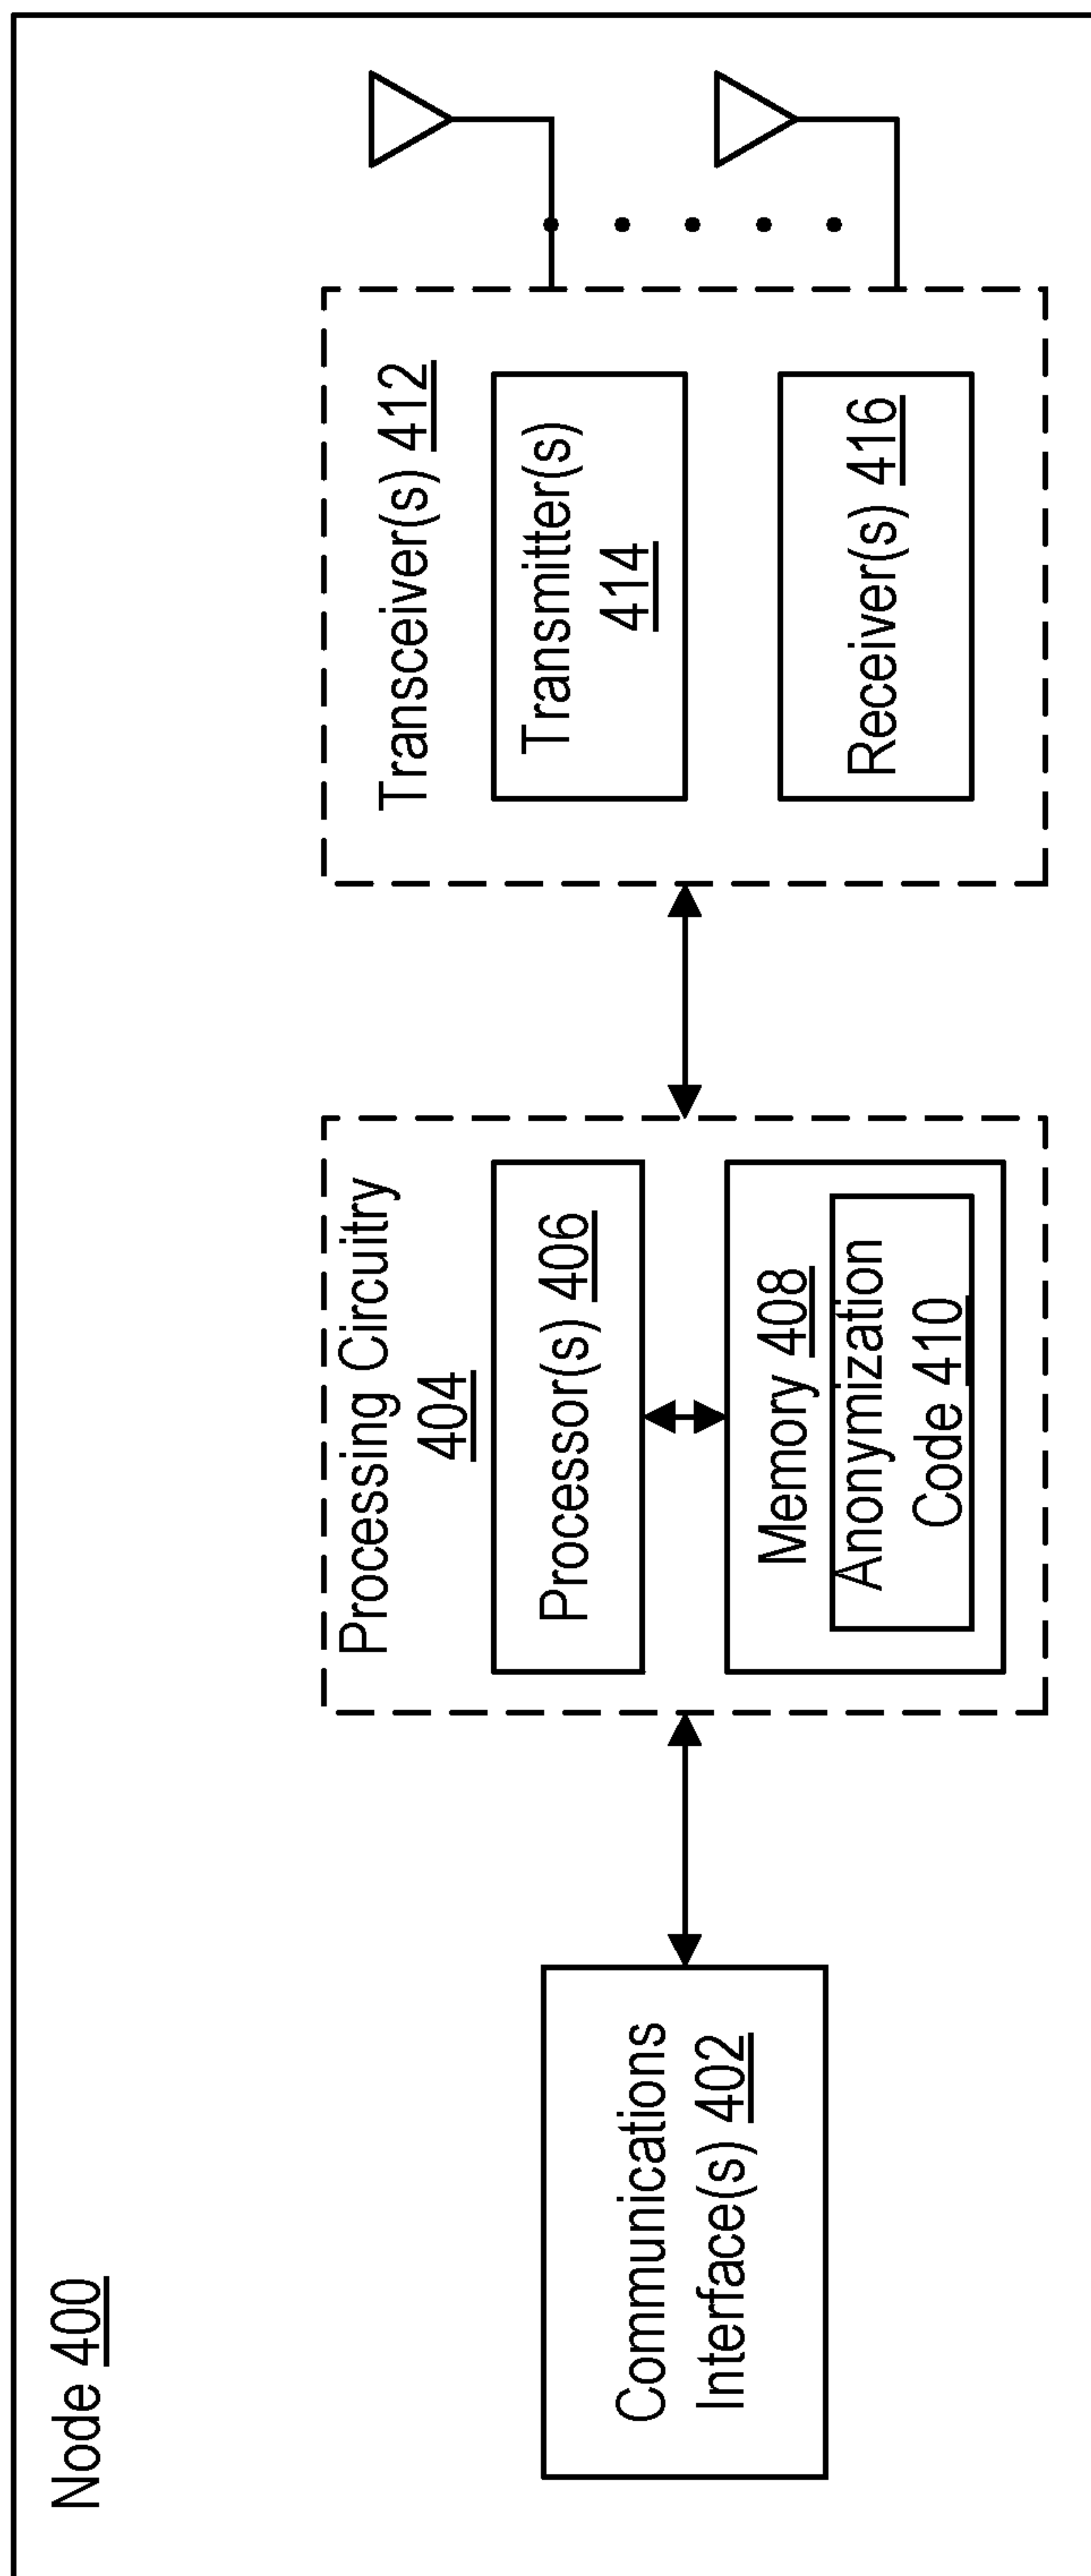 Node 400
Communications
Interface(s) 402
Processing Circuitry
404
Processor(s) 406
Memory 408
Anonymization
Code 410
Transceiver(s) 412
Transmitter(s)
414
Receiver(s) 416